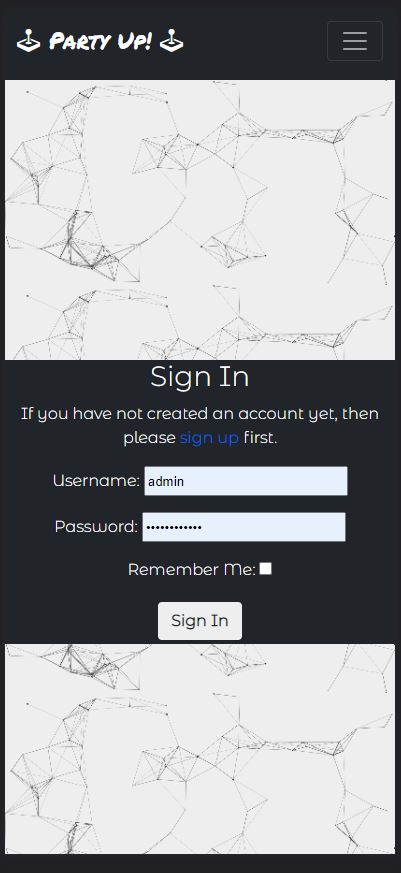 Party Up!
Sign In
If you have not created an account yet, then
please sign up first.
Username: admin
Password: ••••••••••••
Remember Me:
Sign In